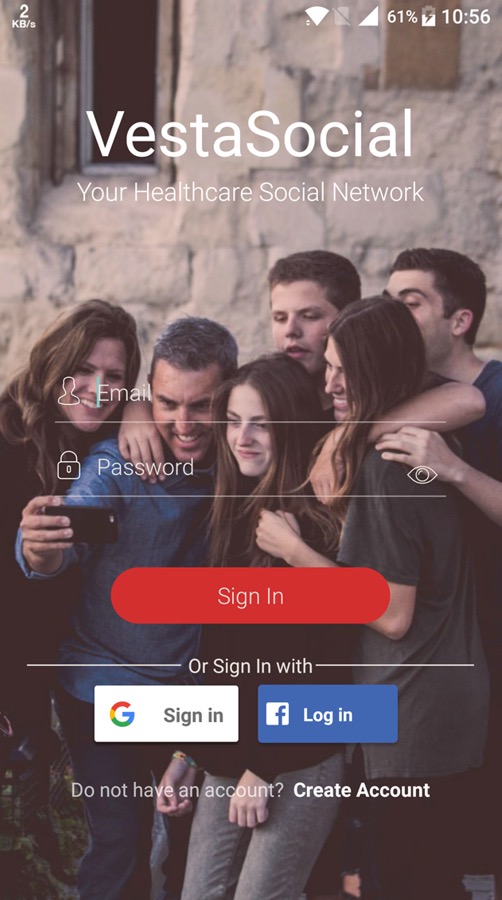 2
KB/s
61%
10:56
VestaSocial
Your Healthcare Social Network
Email
Password
Sign In
Or Sign In with
Sign in
Log in
Do not have an account? Create Account